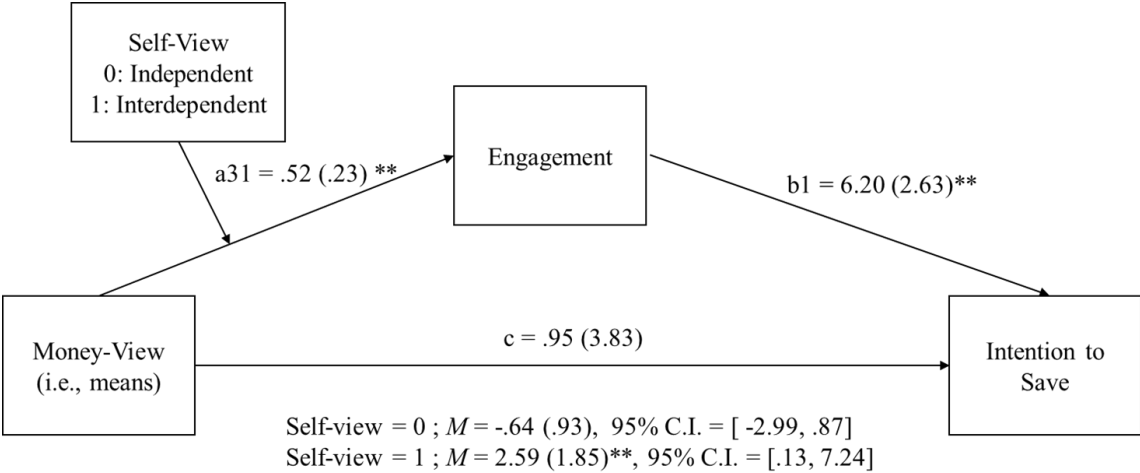 Self-View
0: Independent
1: Interdependent
Engagement
a31 = .52 (.23) **
b1 = 6.20 (2.63)**
Money-View
(i.e., means)
c = .95 (3.83)
Intention to
Save
Self-view = 0 ; M = -.64 (.93), 95% C.I. = [ -2.99, .87]
Self-view = 1 ; M = 2.59 (1.85)**, 95% C.I. = [.13, 7.24]